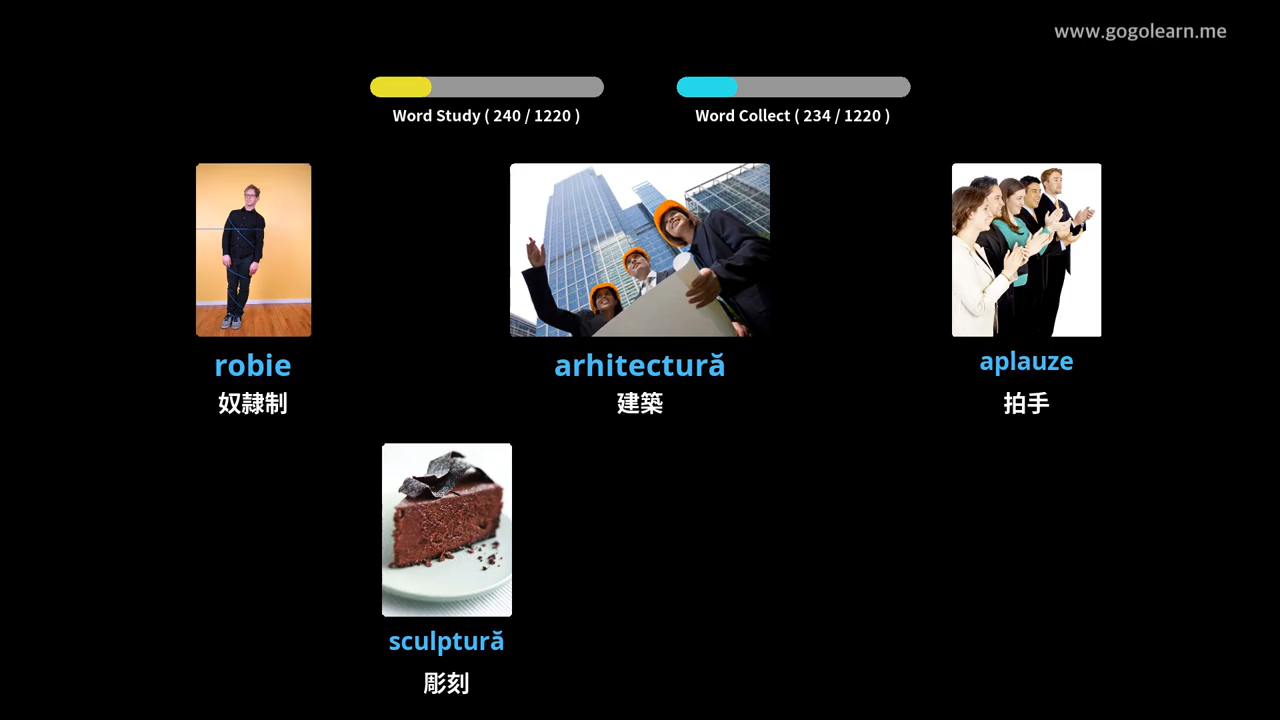 www.gogolearn.me
Word Study ( 240 / 1220 )
Word Collect ( 234 / 1220 )
robie
arhitectură
aplauze
奴隷制
建築
拍手
sculptură
彫刻